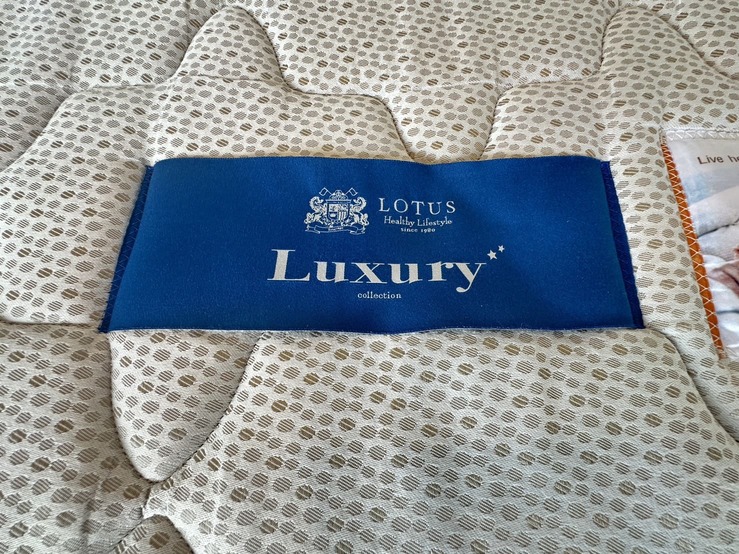 LOTUS
Healthy Lifestyle
since 1980
Luxury
collection
Live